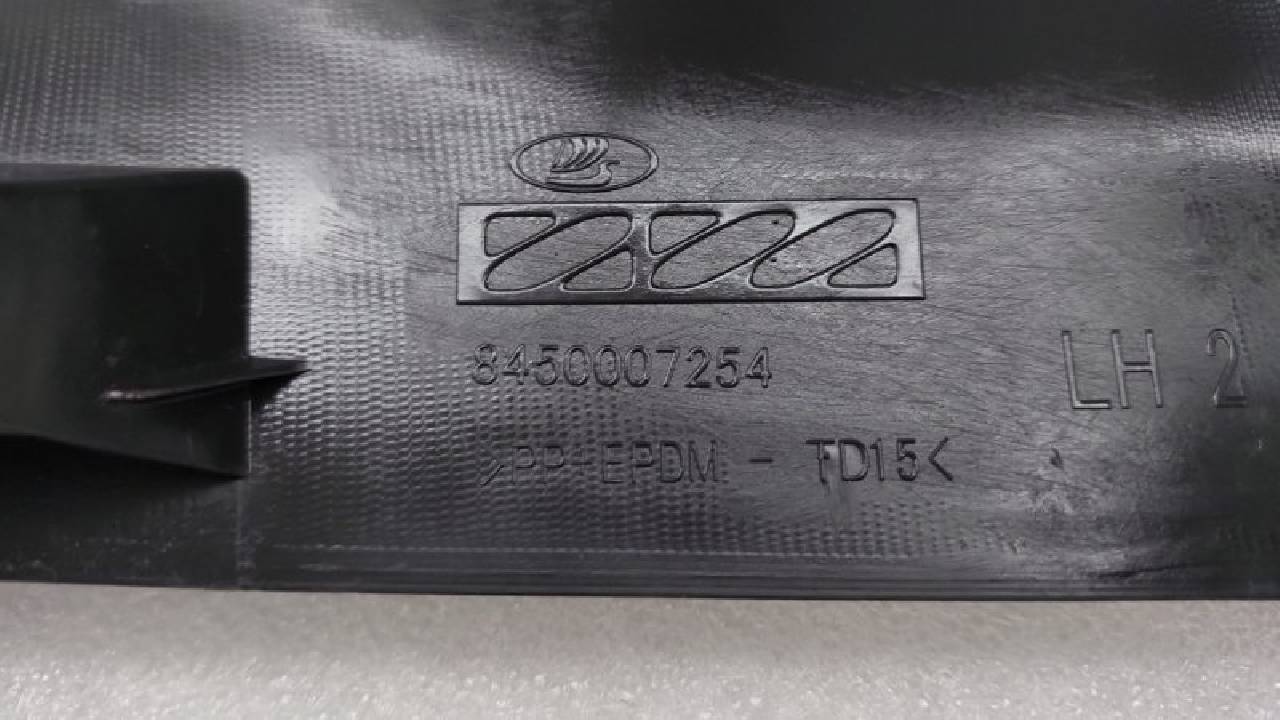 8450007254
LH 2
>PP+EPDM - TD15<